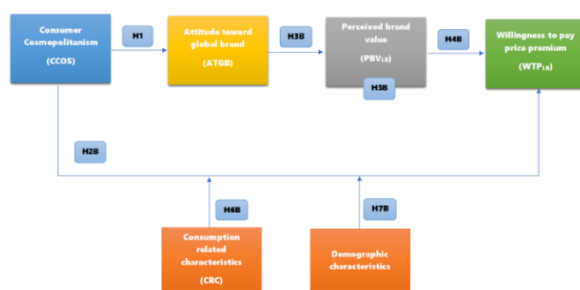 Consumer
Cosmopolitanism
(CCOS)
H1
Attitude toward
global brand
(ATGB)
H3B
Perceived brand
value
(PBVLB)
H5B
H4B
Willingness to pay
price premium
(WTPLB)
H2B
H6B
H7B
Consumption
related
characteristics
(CRC)
Demographic
characteristics